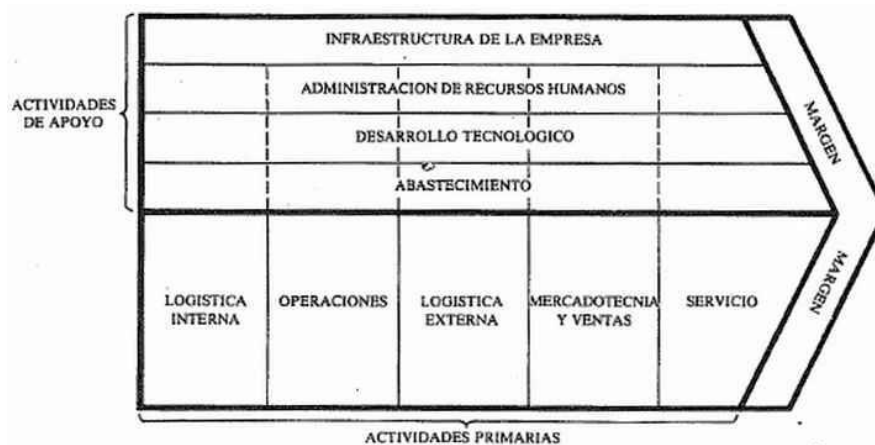 INFRAESTRUCTURA DE LA EMPRESA
ADMINISTRACION DE RECURSOS HUMANOS
ACTIVIDADES
DE APOYO
DESARROLLO TECNOLOGICO
ABASTECIMIENTO
MARGEN
LOGISTICA
INTERNA
OPERACIONES
LOGISTICA
EXTERNA
MERCADOTECNIA
Y VENTAS
SERVICIO
MARGEN
ACTIVIDADES PRIMARIAS